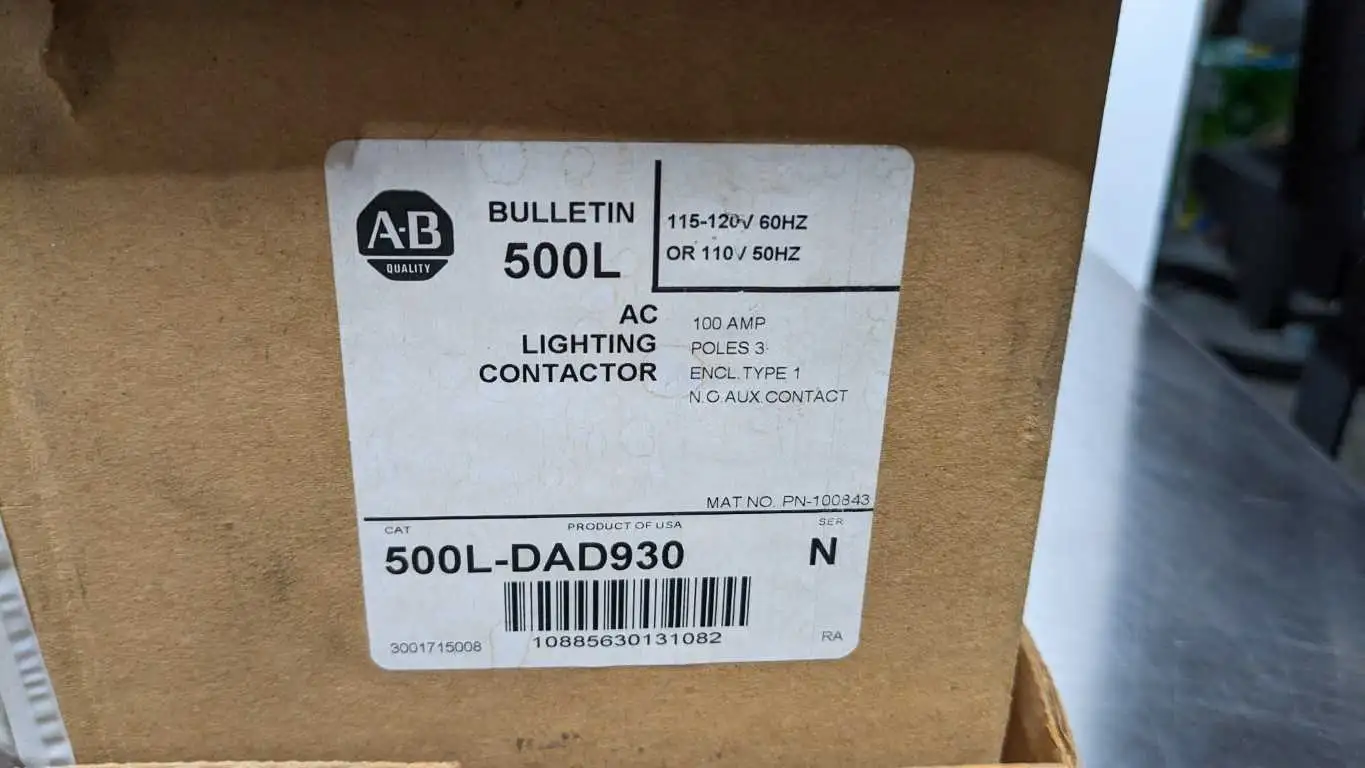 A-B
QUALITY
BULLETIN
500L
115-120V 60HZ
OR 110V 50HZ
AC
LIGHTING
CONTACTOR
100 AMP
POLES 3
ENCL.TYPE 1
N.O.AUX.CONTACT
MAT NO. PN-100843
CAT
PRODUCT OF USA
SER
500L-DAD930
N
10885630131082
3001715008
RA